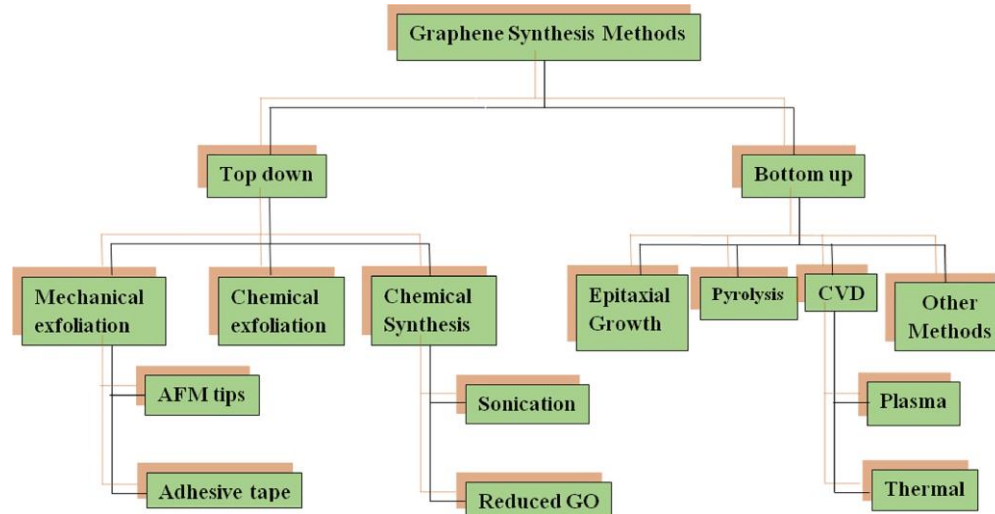 Graphene Synthesis Methods
Top down
Bottom up
Mechanical
exfoliation
Chemical
exfoliation
Chemical
Synthesis
Epitaxial
Growth
Pyrolysis
CVD
Other
Methods
AFM tips
Adhesive tape
Sonication
Reduced GO
Plasma
Thermal